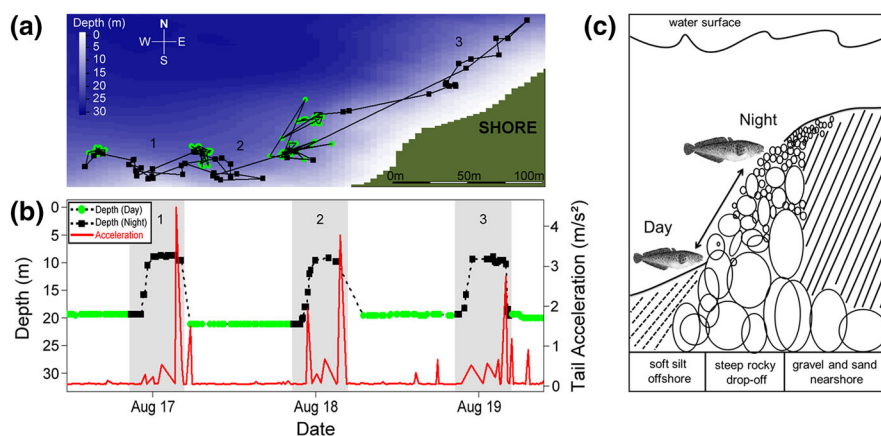 (a)
Depth (m)
0
5
10
15
20
25
30
N
W E
S
1
2
3
SHORE
0m 50m 100m
(b)
Depth (Day)
Depth (Night)
Acceleration
1
2
3
Depth (m)
0
5
10
15
20
25
30
Tail Acceleration (m/s²)
4
3
2
1
0
Aug 17 Aug 18 Aug 19
Date
(c)
water surface
Night
Day
soft silt
offshore
steep rocky
drop-off
gravel and sand
nearshore